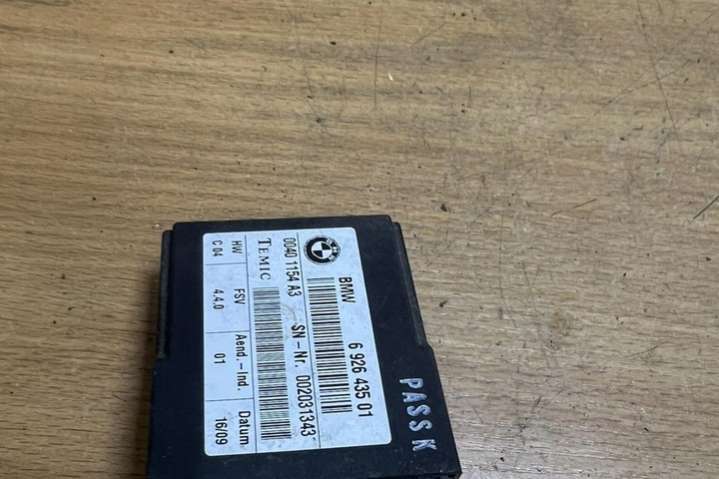 BMW 6 926 435 01
0040 1154 A3 SN-Nr. 002031343
TEMIC
HW FSV Aend.-Ind. Datum
C 04 4.4.0 01 16/09
PASS K